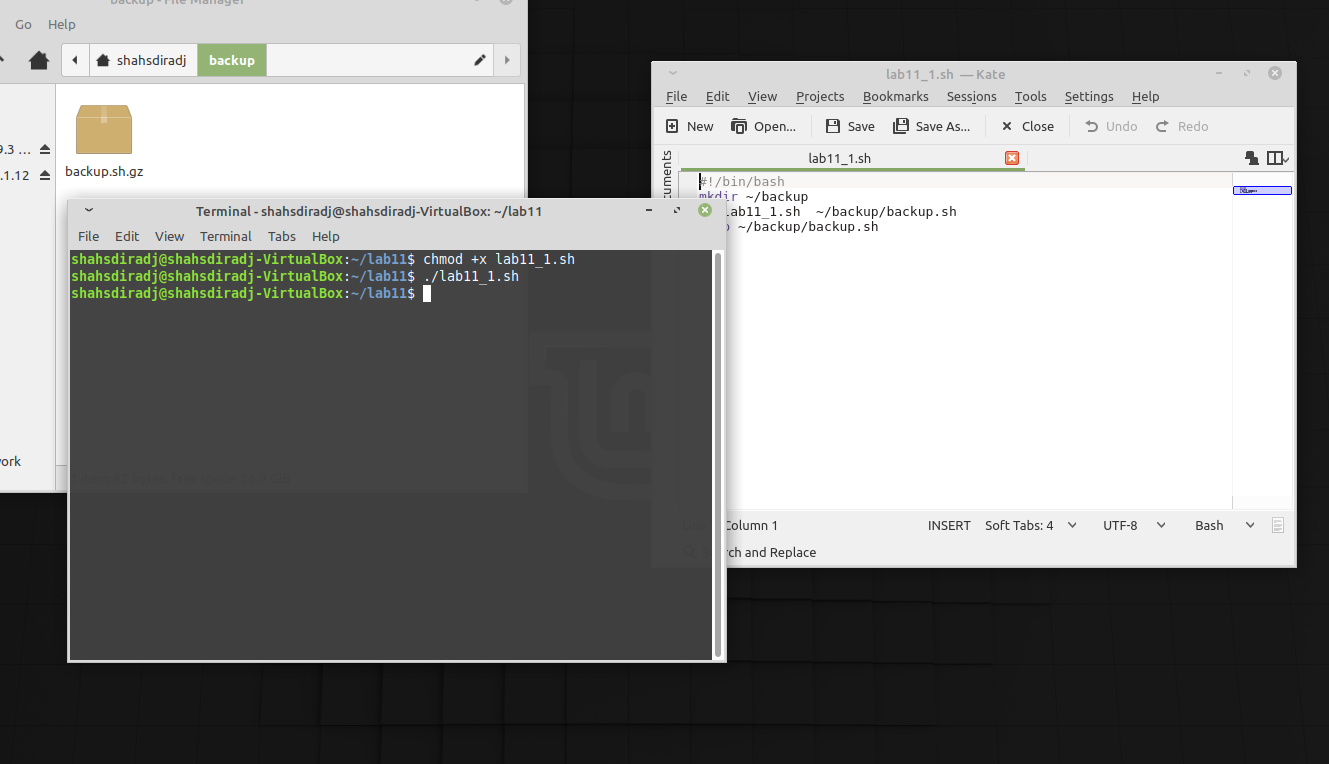 backup - File Manager
Go Help
shahsdiradj backup
9.3 ...
.1.12
backup.sh.gz
work
Terminal - shahsdiradj@shahsdiradj-VirtualBox: ~/lab11
File Edit View Terminal Tabs Help
shahsdiradj@shahsdiradj-VirtualBox:~/lab11$ chmod +x lab11_1.sh
shahsdiradj@shahsdiradj-VirtualBox:~/lab11$ ./lab11_1.sh
shahsdiradj@shahsdiradj-VirtualBox:~/lab11$
lab11_1.sh — Kate
File Edit View Projects Bookmarks Sessions Tools Settings Help
New Open... Save Save As... Close Undo Redo
lab11_1.sh
#!/bin/bash
mkdir ~/backup
lab11_1.sh ~/backup/backup.sh
~/backup/backup.sh
Column 1 INSERT Soft Tabs: 4 UTF-8 Bash
rch and Replace